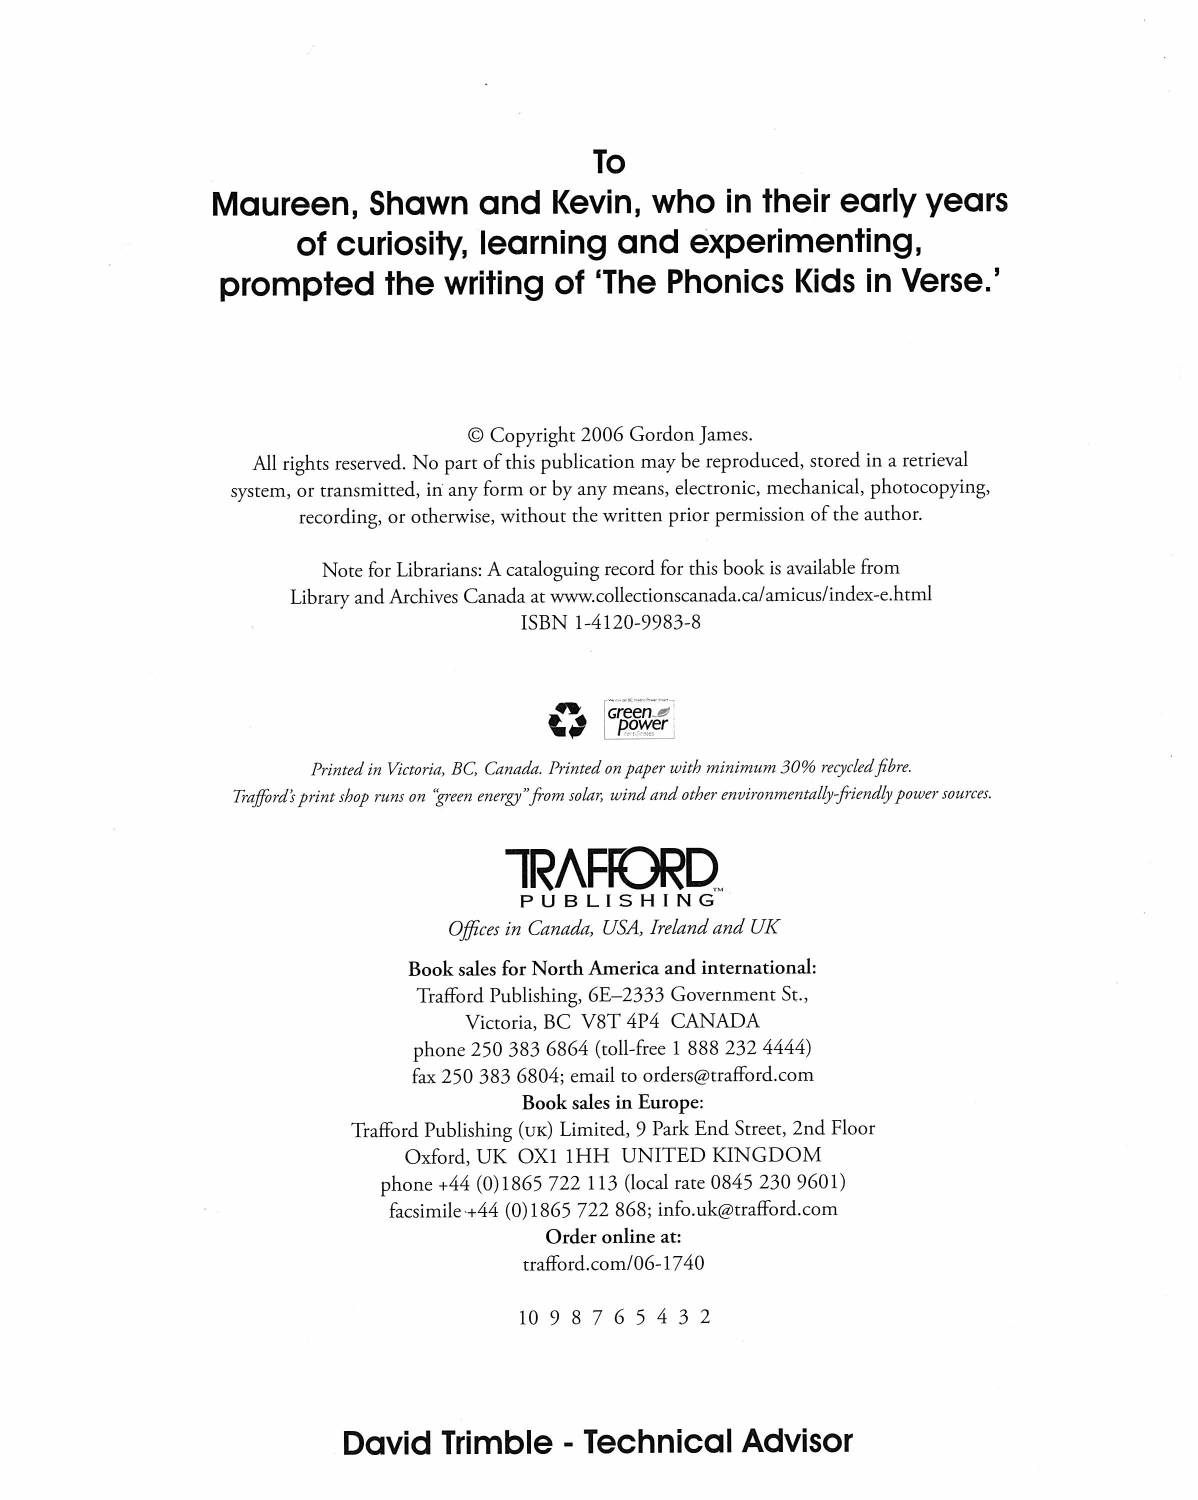 To
Maureen, Shawn and Kevin, who in their early years
of curiosity, learning and experimenting,
prompted the writing of ‘The Phonics Kids in Verse.’
© Copyright 2006 Gordon James.
All rights reserved. No part of this publication may be reproduced, stored in a retrieval
system, or transmitted, in any form or by any means, electronic, mechanical, photocopying,
recording, or otherwise, without the written prior permission of the author.
Note for Librarians: A cataloguing record for this book is available from
Library and Archives Canada at www.collectionscanada.ca/amicus/index-e.html
ISBN 1-4120-9983-8
green
power
certificates
Printed in Victoria, BC, Canada. Printed on paper with minimum 30% recycled fibre.
Trafford's print shop runs on “green energy” from solar, wind and other environmentally-friendly power sources.
TRAFFORD
PUBLISHING™
Offices in Canada, USA, Ireland and UK
Book sales for North America and international:
Trafford Publishing, 6E–2333 Government St.,
Victoria, BC V8T 4P4 CANADA
phone 250 383 6864 (toll-free 1 888 232 4444)
fax 250 383 6804; email to orders@trafford.com
Book sales in Europe:
Trafford Publishing (UK) Limited, 9 Park End Street, 2nd Floor
Oxford, UK OX1 1HH UNITED KINGDOM
phone +44 (0)1865 722 113 (local rate 0845 230 9601)
facsimile +44 (0)1865 722 868; info.uk@trafford.com
Order online at:
trafford.com/06-1740
10 9 8 7 6 5 4 3 2
David Trimble - Technical Advisor